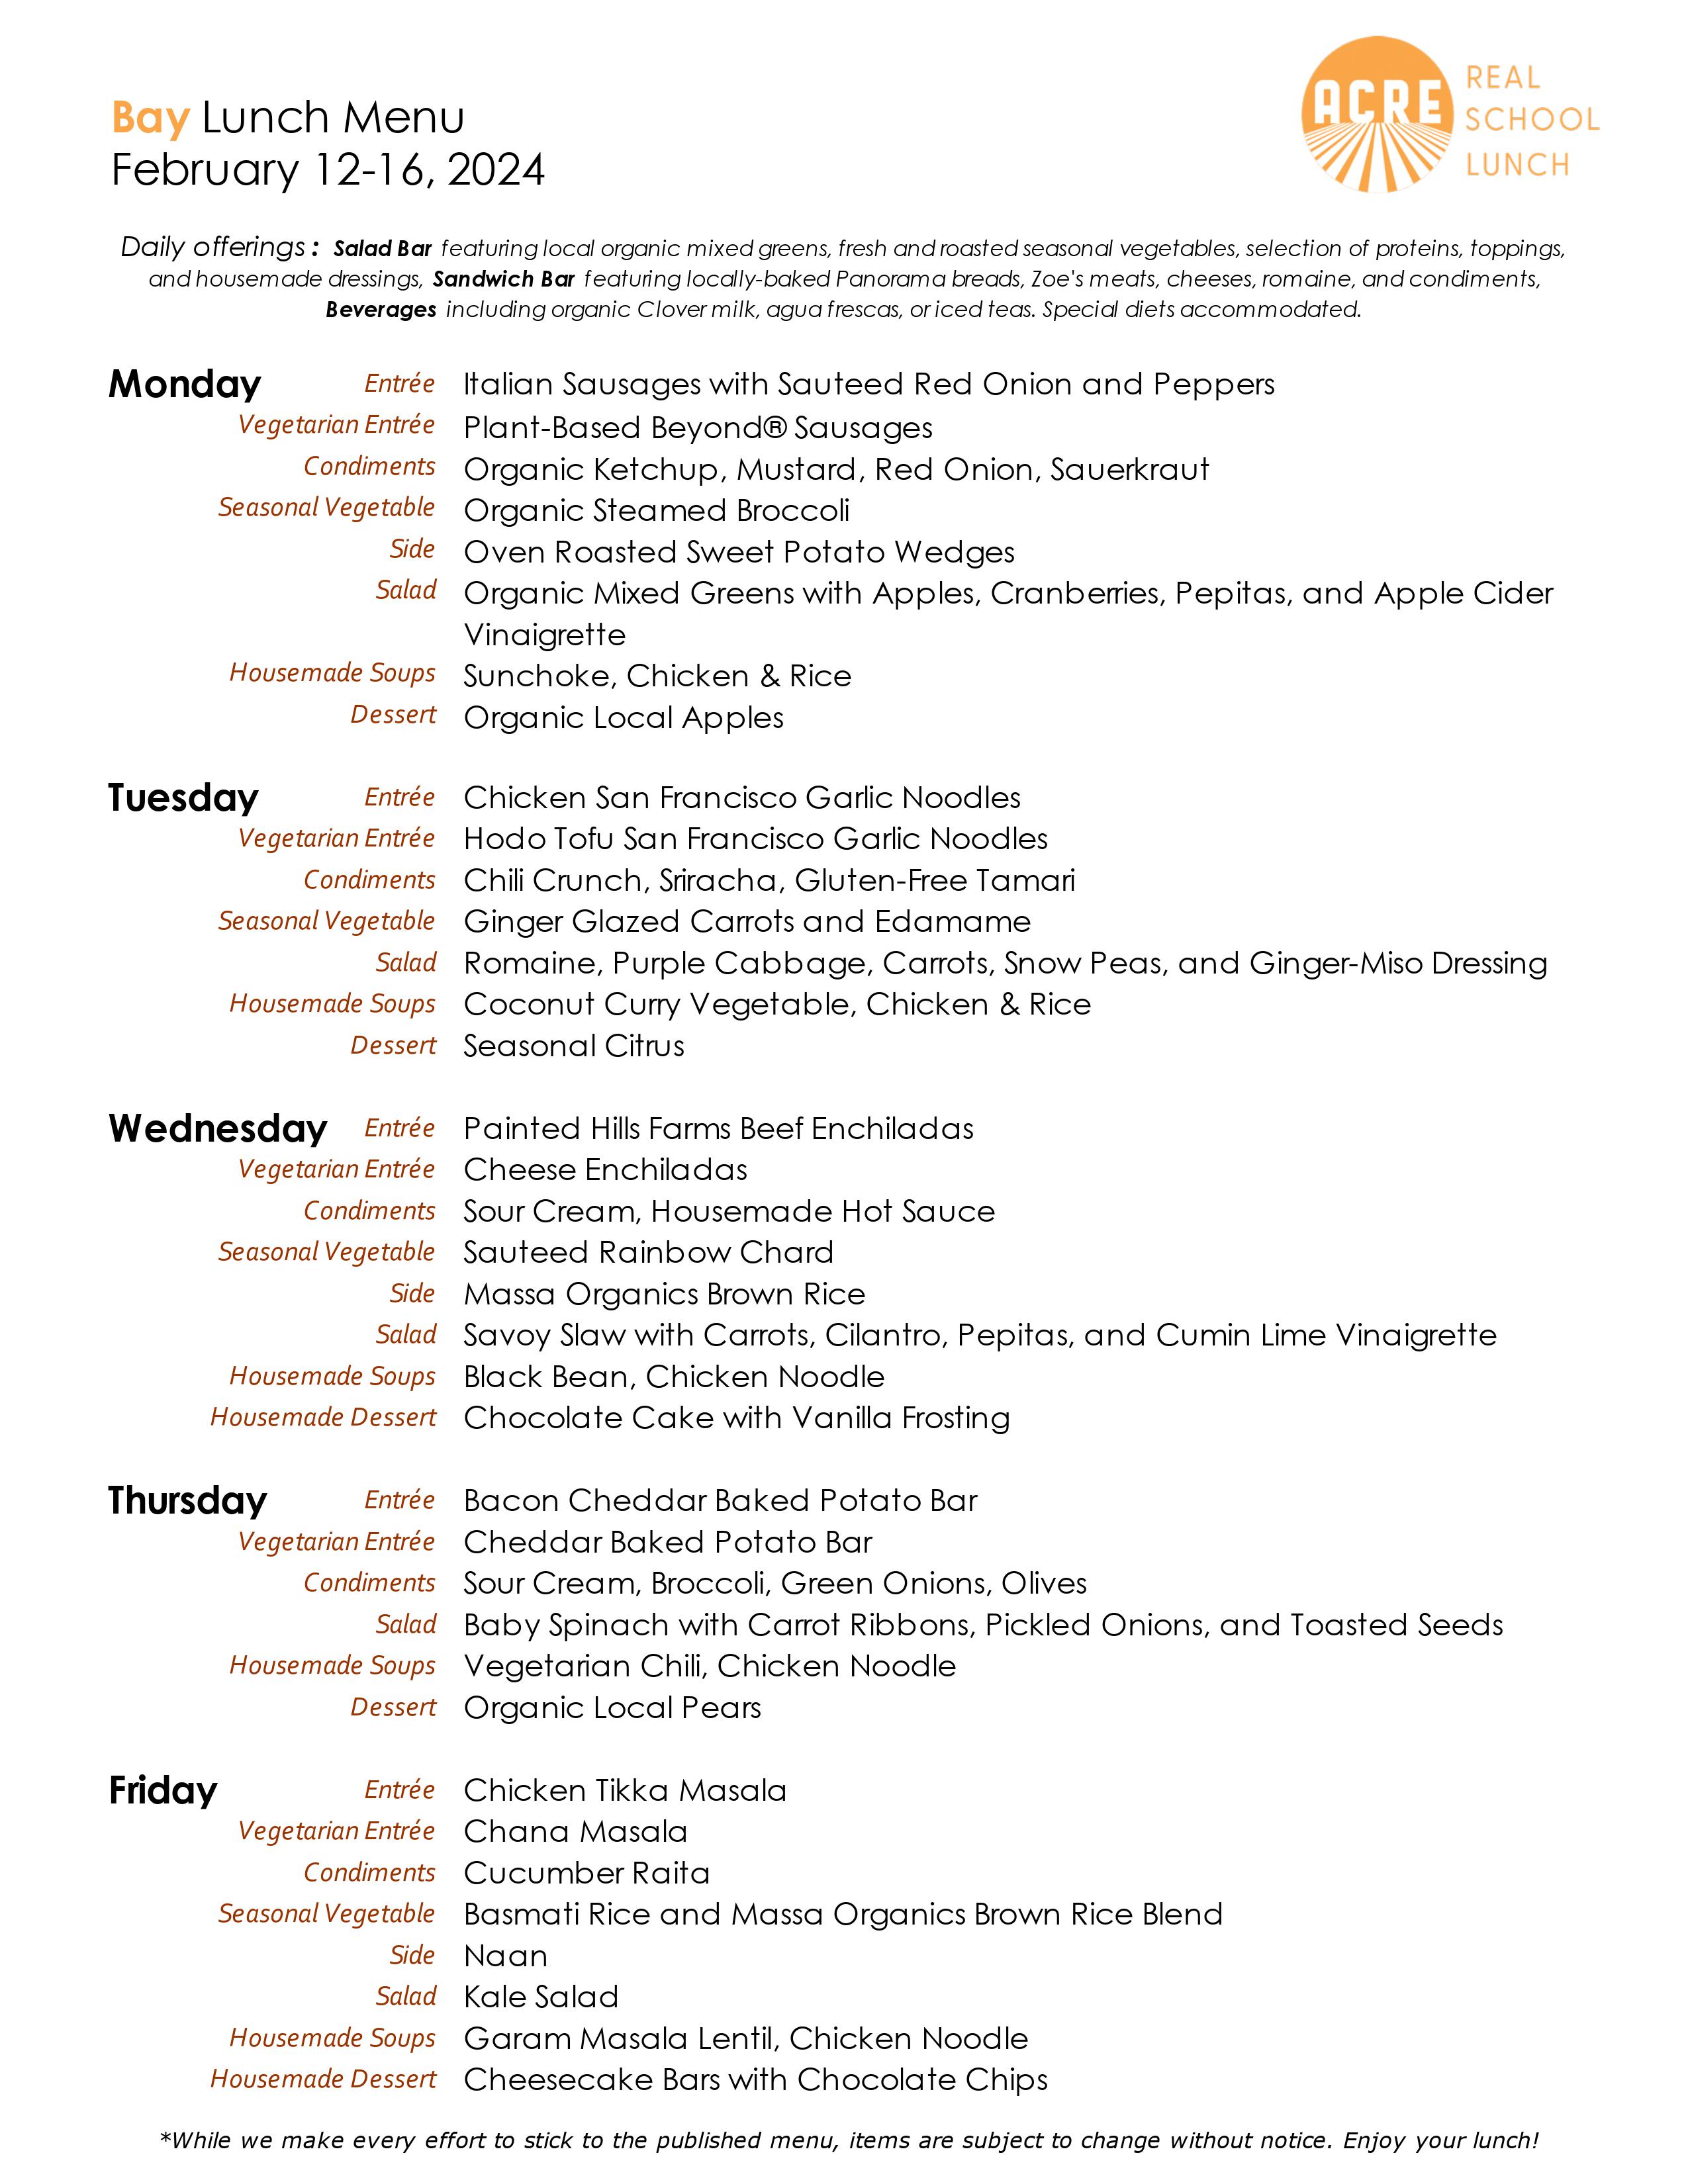 ACRE
REAL
SCHOOL
LUNCH
Bay Lunch Menu
February 12-16, 2024
Daily offerings : Salad Bar featuring local organic mixed greens, fresh and roasted seasonal vegetables, selection of proteins, toppings,
and housemade dressings, Sandwich Bar featuring locally-baked Panorama breads, Zoe's meats, cheeses, romaine, and condiments,
Beverages including organic Clover milk, agua frescas, or iced teas. Special diets accommodated.
Monday Entrée Italian Sausages with Sauteed Red Onion and Peppers
Vegetarian Entrée Plant-Based Beyond® Sausages
Condiments Organic Ketchup, Mustard, Red Onion, Sauerkraut
Seasonal Vegetable Organic Steamed Broccoli
Side Oven Roasted Sweet Potato Wedges
Salad Organic Mixed Greens with Apples, Cranberries, Pepitas, and Apple Cider
Vinaigrette
Housemade Soups Sunchoke, Chicken & Rice
Dessert Organic Local Apples
Tuesday Entrée Chicken San Francisco Garlic Noodles
Vegetarian Entrée Hodo Tofu San Francisco Garlic Noodles
Condiments Chili Crunch, Sriracha, Gluten-Free Tamari
Seasonal Vegetable Ginger Glazed Carrots and Edamame
Salad Romaine, Purple Cabbage, Carrots, Snow Peas, and Ginger-Miso Dressing
Housemade Soups Coconut Curry Vegetable, Chicken & Rice
Dessert Seasonal Citrus
Wednesday Entrée Painted Hills Farms Beef Enchiladas
Vegetarian Entrée Cheese Enchiladas
Condiments Sour Cream, Housemade Hot Sauce
Seasonal Vegetable Sauteed Rainbow Chard
Side Massa Organics Brown Rice
Salad Savoy Slaw with Carrots, Cilantro, Pepitas, and Cumin Lime Vinaigrette
Housemade Soups Black Bean, Chicken Noodle
Housemade Dessert Chocolate Cake with Vanilla Frosting
Thursday Entrée Bacon Cheddar Baked Potato Bar
Vegetarian Entrée Cheddar Baked Potato Bar
Condiments Sour Cream, Broccoli, Green Onions, Olives
Salad Baby Spinach with Carrot Ribbons, Pickled Onions, and Toasted Seeds
Housemade Soups Vegetarian Chili, Chicken Noodle
Dessert Organic Local Pears
Friday Entrée Chicken Tikka Masala
Vegetarian Entrée Chana Masala
Condiments Cucumber Raita
Seasonal Vegetable Basmati Rice and Massa Organics Brown Rice Blend
Side Naan
Salad Kale Salad
Housemade Soups Garam Masala Lentil, Chicken Noodle
Housemade Dessert Cheesecake Bars with Chocolate Chips
*While we make every effort to stick to the published menu, items are subject to change without notice. Enjoy your lunch!